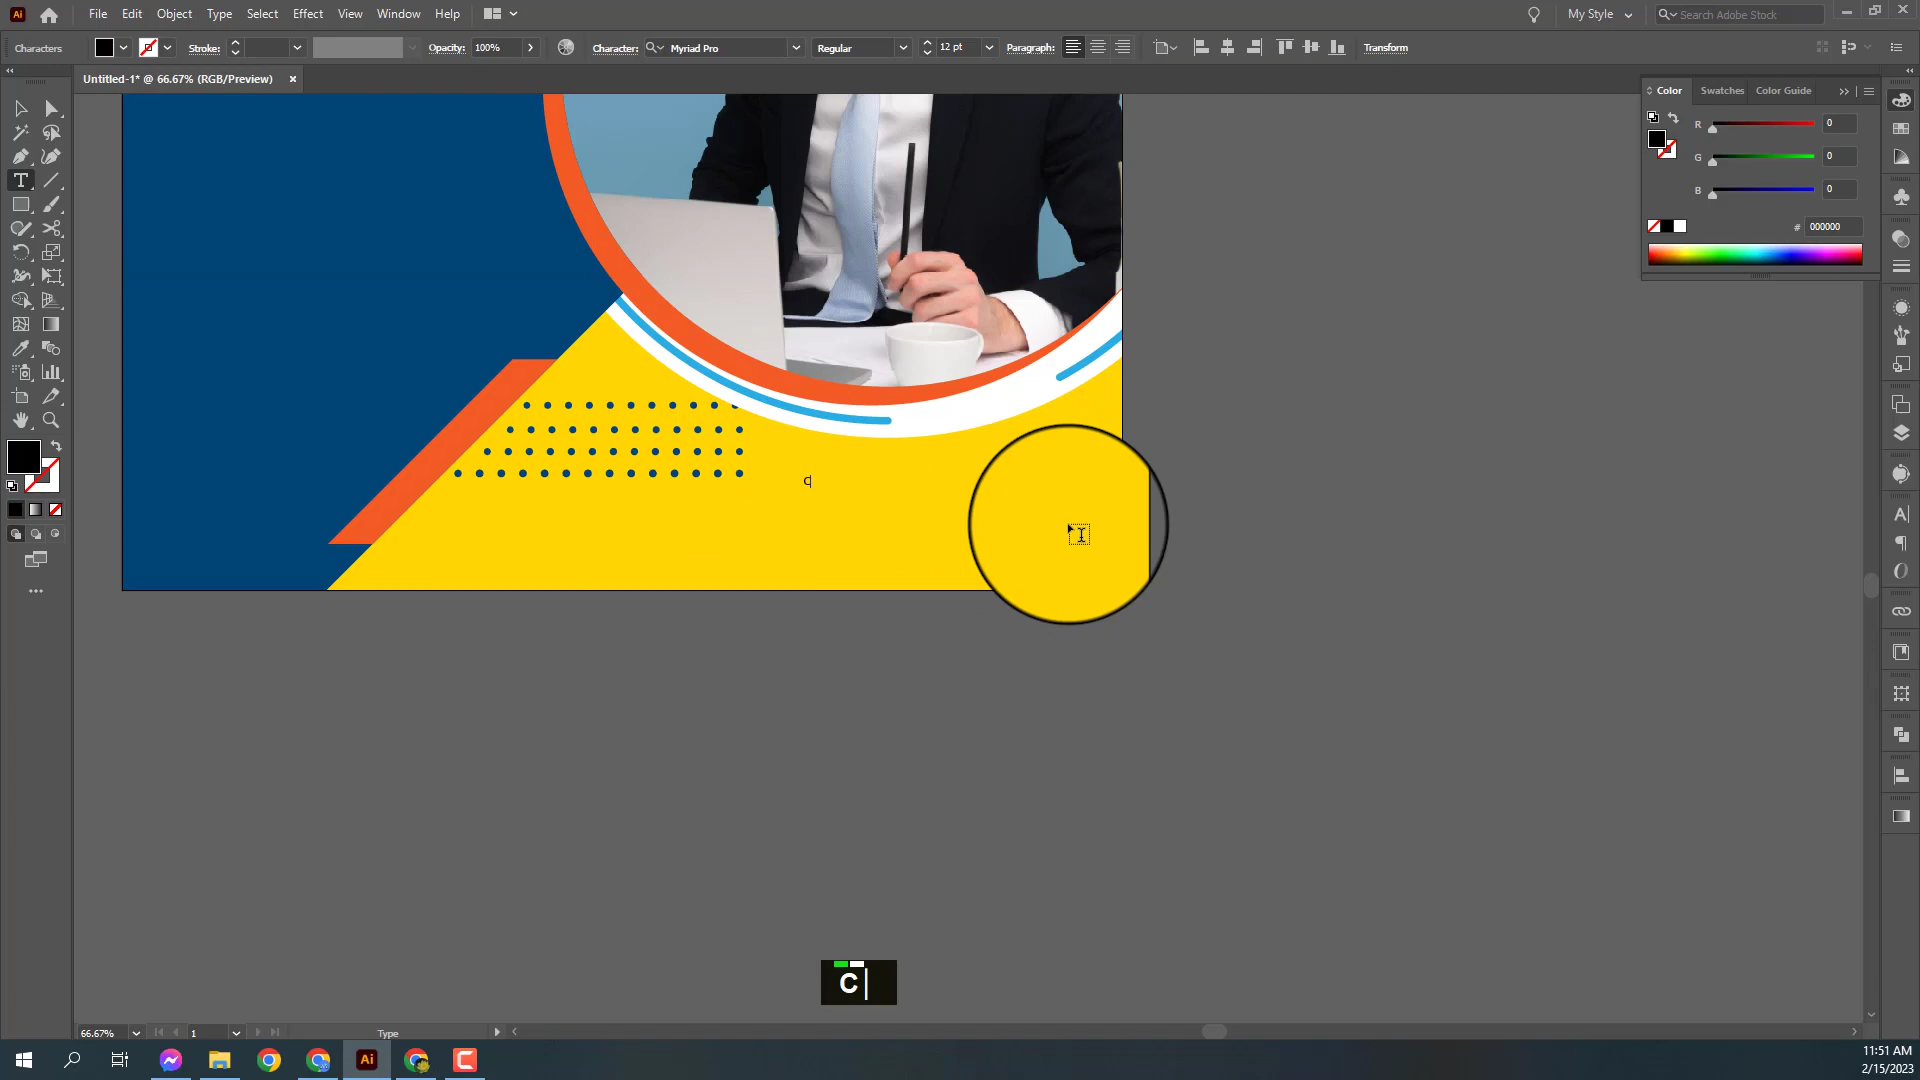 Ai File Edit Object Type Select Effect View Window Help My Style Search Adobe Stock
Characters Stroke: Opacity: 100% Character: Myriad Pro Regular 12 pt Paragraph: Transform
Untitled-1* @ 66.67% (RGB/Preview) ×
Color Swatches Color Guide
R 0
G 0
B 0
# 000000
C
C
66.67% 1 Type
Ai 11:51 AM
2/15/2023